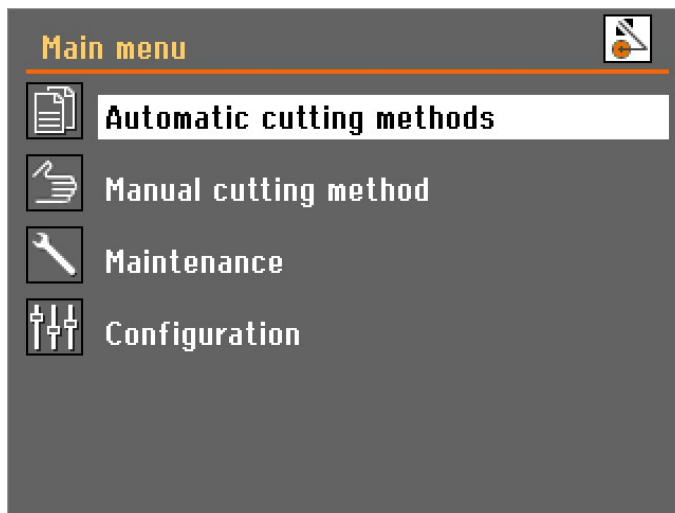 Main menu
Automatic cutting methods
Manual cutting method
Maintenance
Configuration